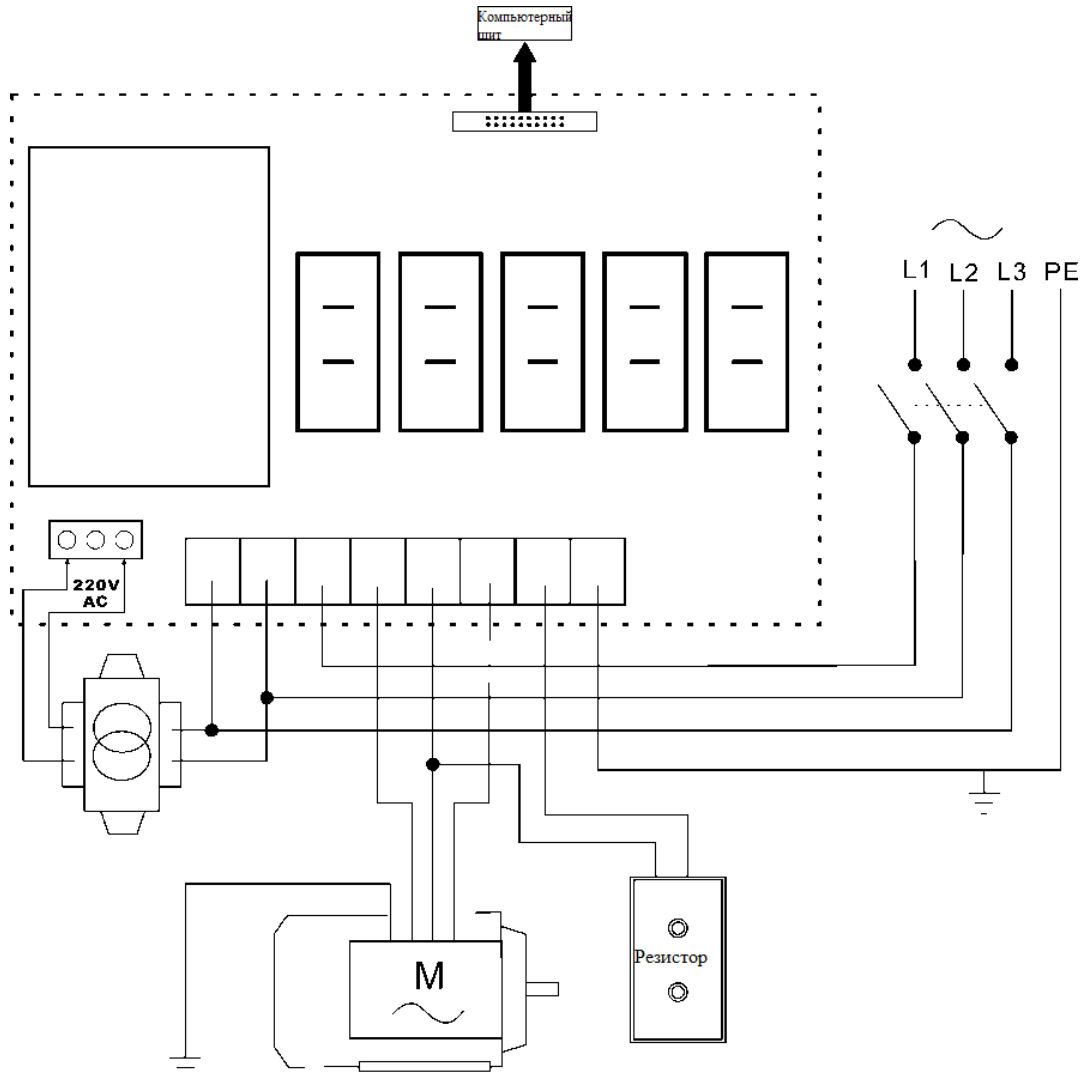 Компьютерный
щит
L1 L2 L3 PE
220V
AC
M
Резистор